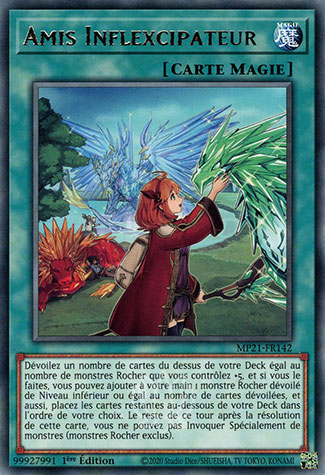 Amis Inflexcipateur
[Carte Magie]
MP21-FR142
Dévoilez un nombre de cartes du dessus de votre Deck égal au
nombre de monstres Rocher que vous contrôlez +5, et si vous le
faites, vous pouvez ajouter à votre main 1 monstre Rocher dévoilé
de Niveau inférieur ou égal au nombre de cartes dévoilées, et
aussi, placez les cartes restantes au-dessous de votre Deck dans
l'ordre de votre choix. Le reste de ce tour après la résolution
de cette carte, vous ne pouvez pas Invoquer Spécialement de
monstres (monstres Rocher exclus).
99927991 1ère Edition ©2020 Studio Dice/SHUEISHA, TV TOKYO, KONAMI